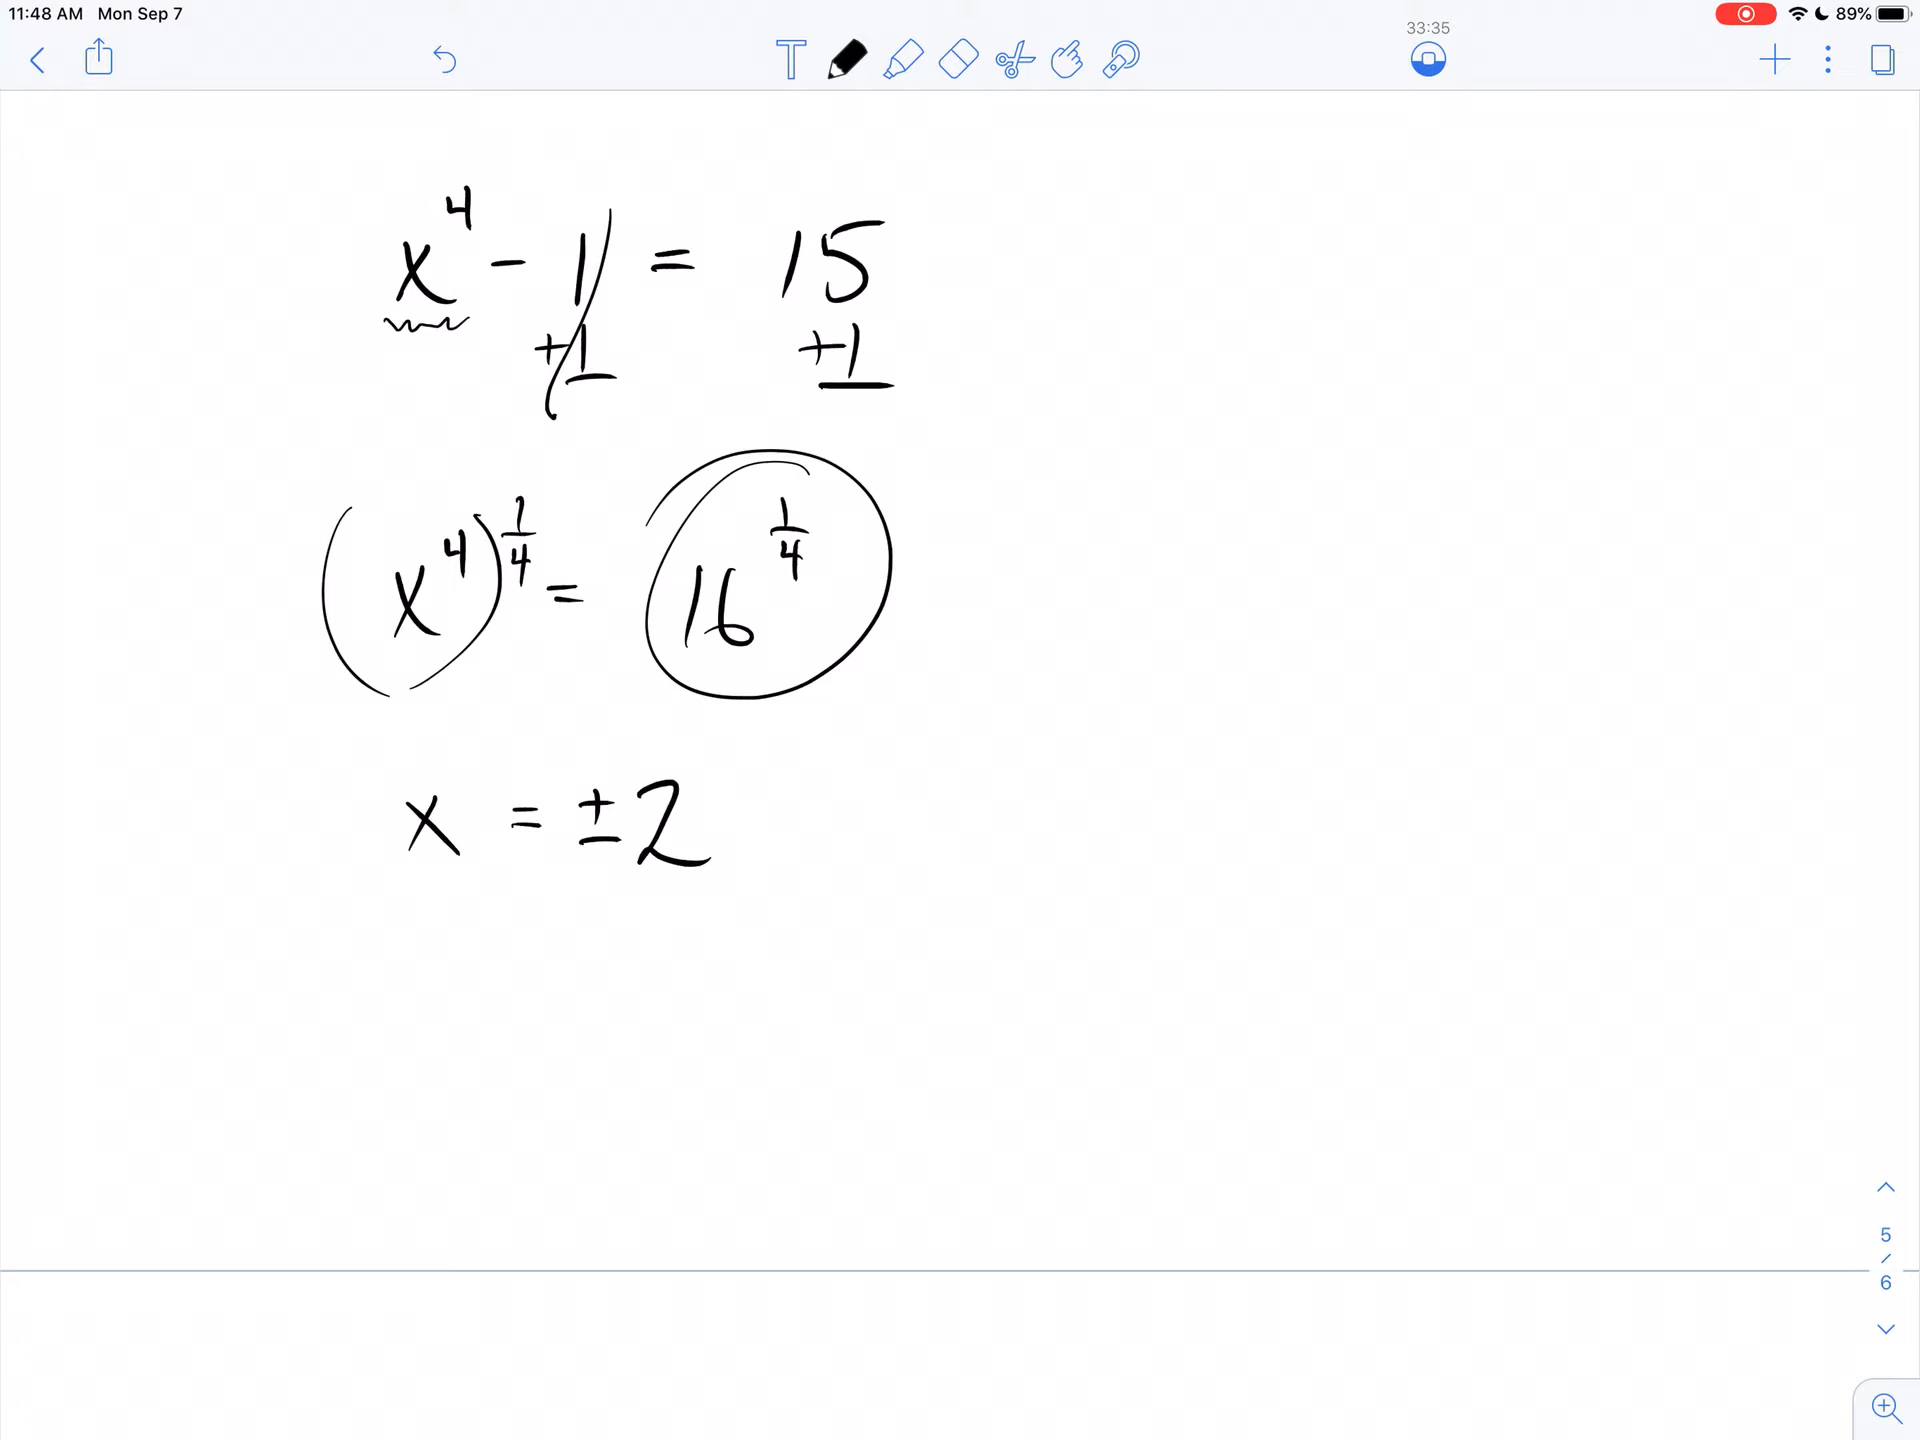 11:48 AM Mon Sep 7
89%
33:35
T
x⁴ - 1 = 15
+1 +1
(x⁴)^(1/4) = 16^(1/4)
x = ±2
5
/
6